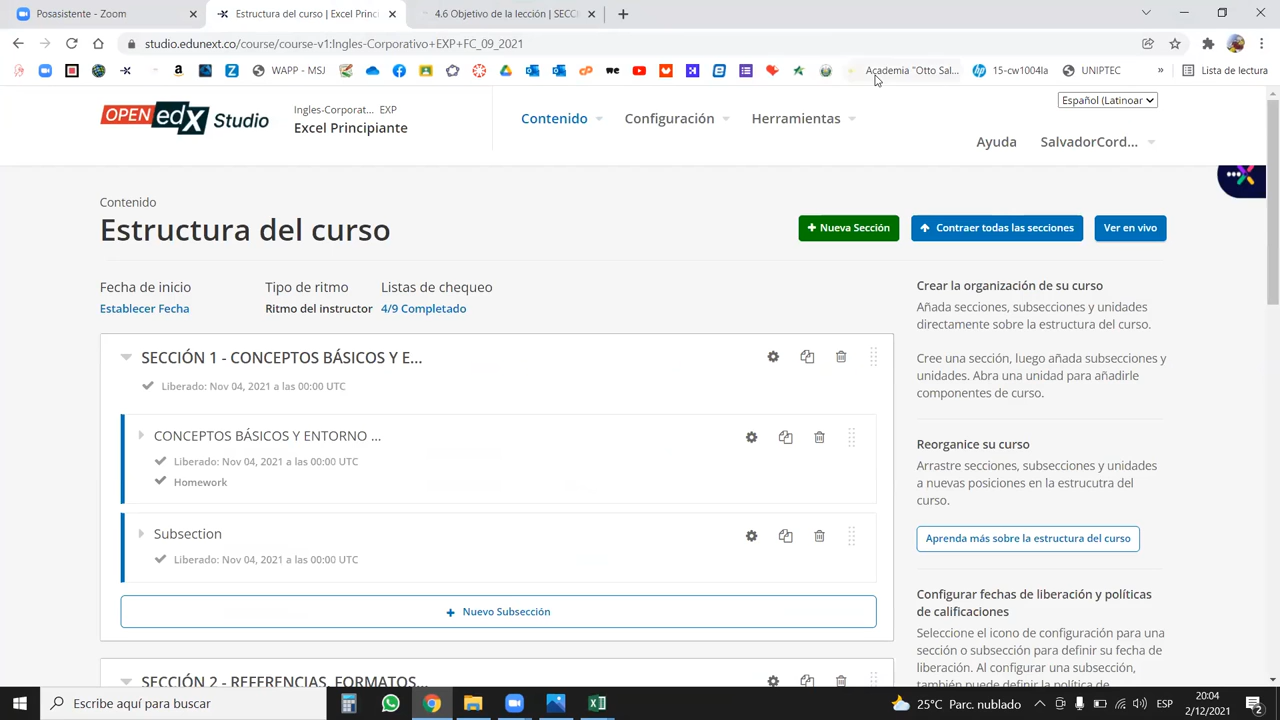 Posasistente - Zoom
Estructura del curso | Excel Princi
4.6 Objetivo de la lección | SECCI
studio.edunext.co/course/course-v1:Ingles-Corporativo+EXP+FC_09_2021
WAPP - MSJ
Academia "Otto Sal...
15-cw1004la
UNIPTEC
»
Lista de lectura
OPEN edX Studio
Ingles-Corporat... EXP
Excel Principiante
Contenido
Configuración
Herramientas
Español (Latinoar
Ayuda
SalvadorCord...
Contenido
Estructura del curso
+ Nueva Sección
Contraer todas las secciones
Ver en vivo
Fecha de inicio
Establecer Fecha
Tipo de ritmo
Ritmo del instructor
Listas de chequeo
4/9 Completado
SECCIÓN 1 - CONCEPTOS BÁSICOS Y E...
Liberado: Nov 04, 2021 a las 00:00 UTC
CONCEPTOS BÁSICOS Y ENTORNO ...
Liberado: Nov 04, 2021 a las 00:00 UTC
Homework
Subsection
Liberado: Nov 04, 2021 a las 00:00 UTC
+ Nuevo Subsección
SECCIÓN 2 - REFERENCIAS, FORMATOS...
Crear la organización de su curso
Añada secciones, subsecciones y unidades
directamente sobre la estructura del curso.
Cree una sección, luego añada subsecciones y
unidades. Abra una unidad para añadirle
componentes de curso.
Reorganice su curso
Arrastre secciones, subsecciones y unidades
a nuevas posiciones en la estrucutra del
curso.
Aprenda más sobre la estructura del curso
Configurar fechas de liberación y políticas
de calificaciones
Seleccione el icono de configuración para una
sección o subsección para definir su fecha de
liberación. Al configurar una subsección,
también puede definir la política de
Escribe aquí para buscar
25°C Parc. nublado
ESP
20:04
2/12/2021
2